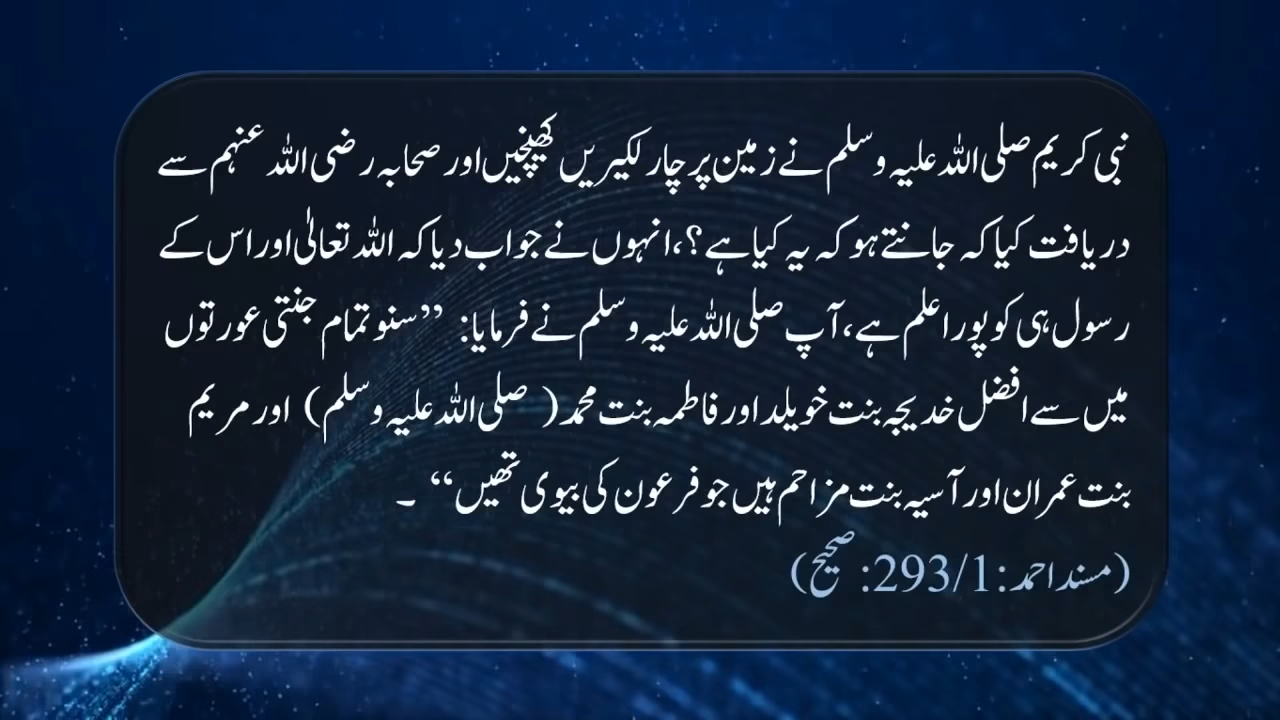 نبی کریم صلی اللہ علیہ وسلم نے زمین پر چار لکیریں کھینچیں اور صحابہ رضی اللہ عنہم سے
دریافت کیا کہ جانتے ہو کہ یہ کیا ہے؟، انہوں نے جواب دیا کہ اللہ تعالیٰ اور اس کے
رسول ہی کو پورا علم ہے، آپ صلی اللہ علیہ وسلم نے فرمایا: ”سنو تمام جنتی عورتوں
میں سے افضل خدیجہ بنت خویلد اور فاطمہ بنت محمد ( صلی اللہ علیہ وسلم ) اور مریم
بنت عمران اور آسیہ بنت مزاحم ہیں جو فرعون کی بیوی تھیں“ ۔
(مسند احمد:293/1: صحیح)